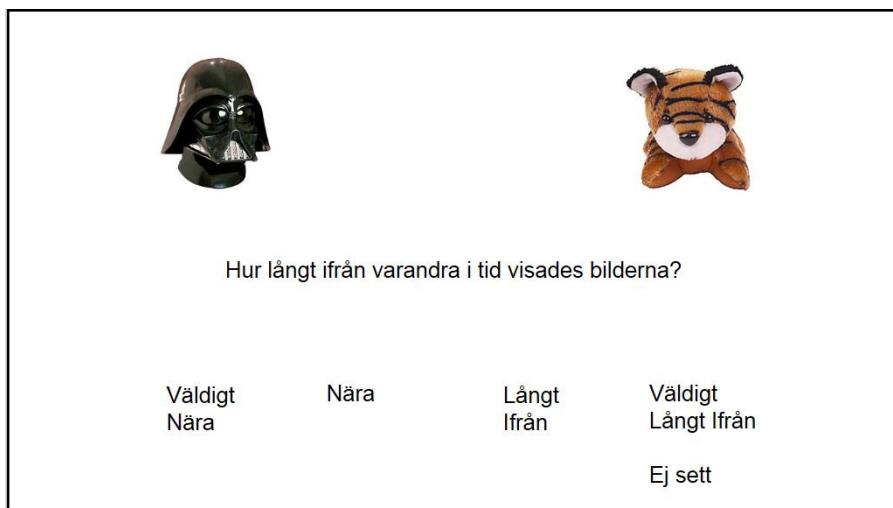 Hur långt ifrån varandra i tid visades bilderna?
Väldigt
Nära
Nära
Långt
Ifrån
Väldigt
Långt Ifrån
Ej sett